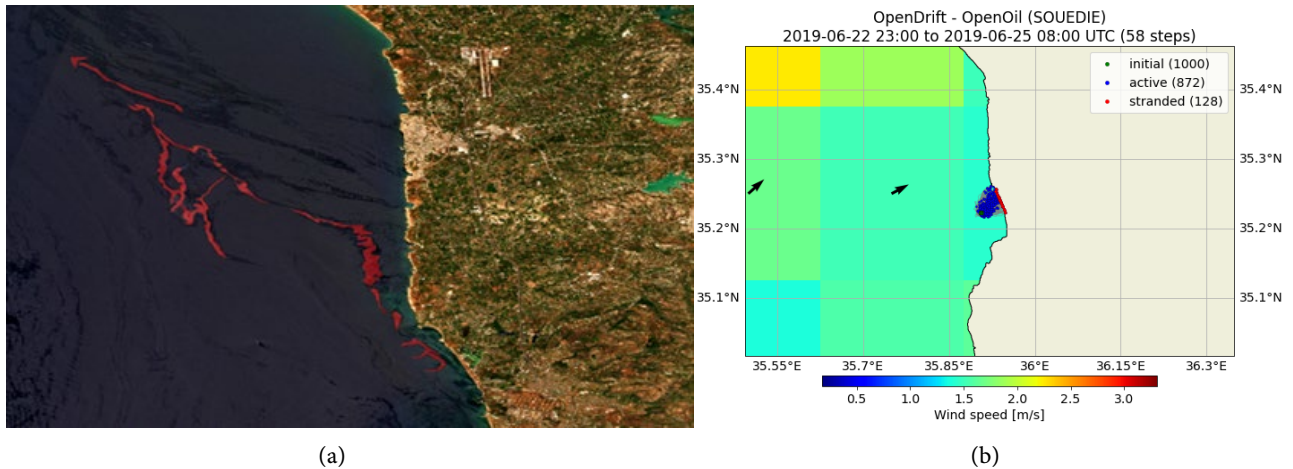 OpenDrift - OpenOil (SOUEDIE)
2019-06-22 23:00 to 2019-06-25 08:00 UTC (58 steps)
initial (1000)
active (872)
stranded (128)
35.4°N 35.4°N
35.3°N 35.3°N
35.2°N 35.2°N
35.1°N 35.1°N
35.55°E 35.7°E 35.85°E 36°E 36.15°E 36.3°E
0.5 1.0 1.5 2.0 2.5 3.0
Wind speed [m/s]
(a) (b)